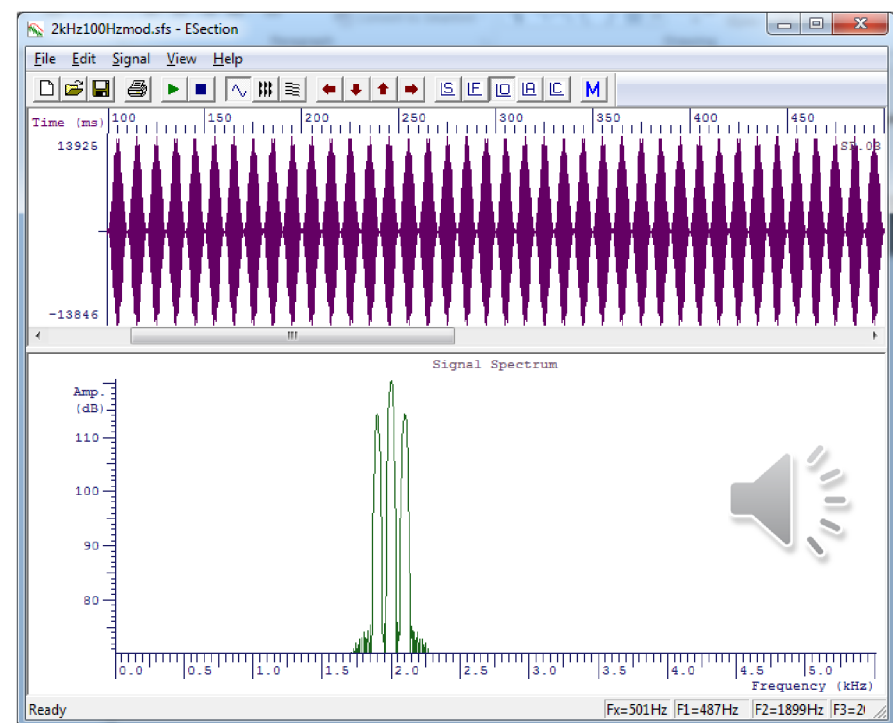 2kHz100Hzmod.sfs - ESection
File Edit Signal View Help
S F O A C M
Time (ms) 100 150 200 250 300 350 400 450
13925
-13846
Signal Spectrum
Amp.
(dB)
110
100
90
80
0.0 0.5 1.0 1.5 2.0 2.5 3.0 3.5 4.0 4.5 5.0
Frequency (kHz)
Ready Fx=501Hz F1=487Hz F2=1899Hz F3=2